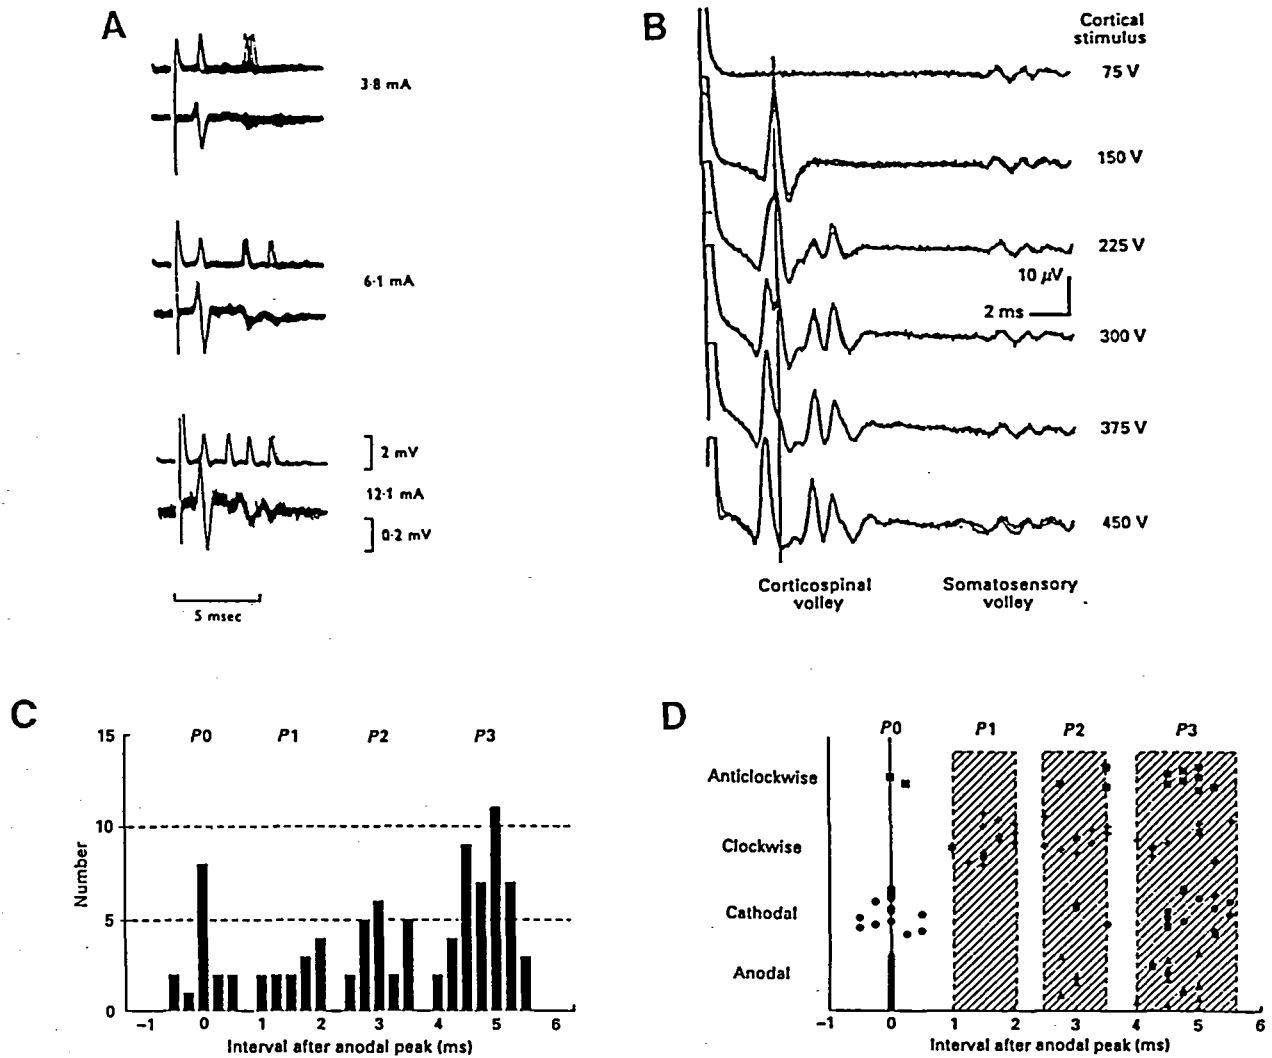 A
3·8 mA
6·1 mA
2 mV
12·1 mA
0·2 mV
5 msec
B
Cortical
stimulus
75 V
150 V
225 V
10 μV
2 ms
300 V
375 V
450 V
Corticospinal
volley
Somatosensory
volley
C
15
P0
P1
P2
P3
10
Number
5
0
−1
0
1
2
3
4
5
6
Interval after anodal peak (ms)
D
P0
P1
P2
P3
Anticlockwise
Clockwise
Cathodal
Anodal
−1
0
1
2
3
4
5
6
Interval after anodal peak (ms)